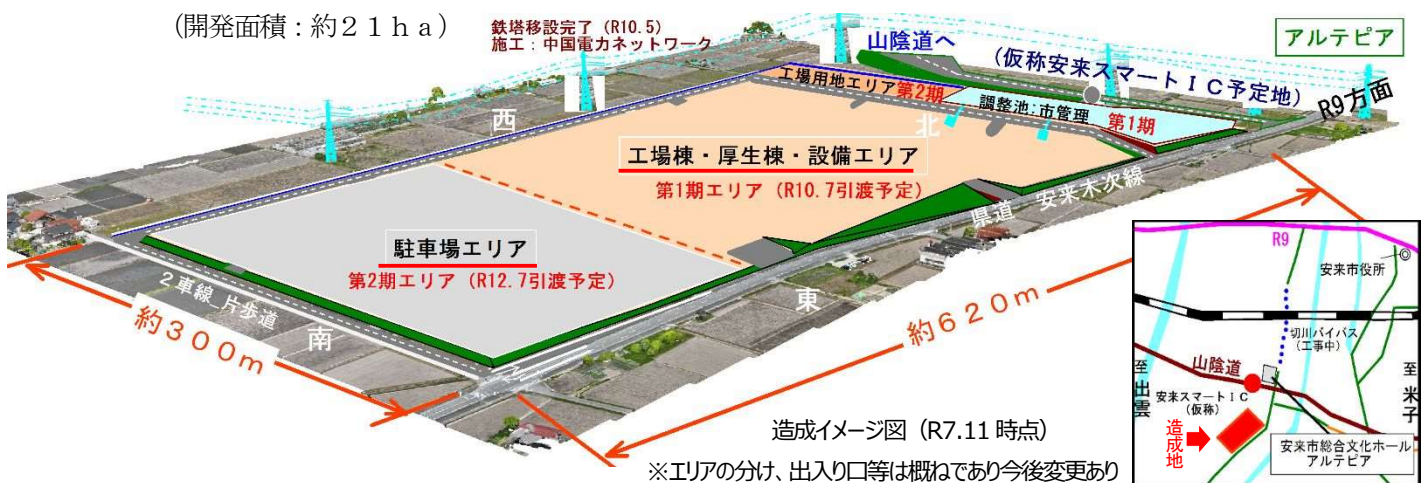 (開発面積:約21ha)
鉄塔移設完了(R10.5)
施工:中国電力ネットワーク
山陰道へ
アルテピア
(仮称安来スマートIC予定地)
R9方面
工場用地エリア 第2期
調整池:市管理
第1期
西
北
工場棟・厚生棟・設備エリア
第1期エリア(R10.7引渡予定)
県道 安来木次線
駐車場エリア
第2期エリア(R12.7引渡予定)
2車線_片歩道
約300m
南
東
約620m
造成イメージ図(R7.11時点)
※エリアの分け、出入り口等は概ねであり今後変更あり
R9
安来市役所
切川バイパス
(工事中)
山陰道
至出雲
至米子
安来スマートIC
(仮称)
造成地
安来市総合文化ホール
アルテピア